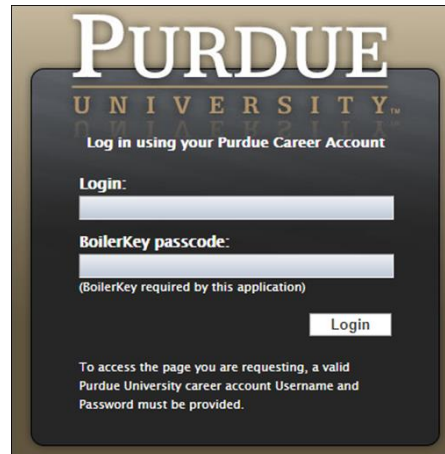 PURDUE
UNIVERSITY™
Log in using your Purdue Career Account
Login:
BoilerKey passcode:
(BoilerKey required by this application)
Login
To access the page you are requesting, a valid
Purdue University career account Username and
Password must be provided.